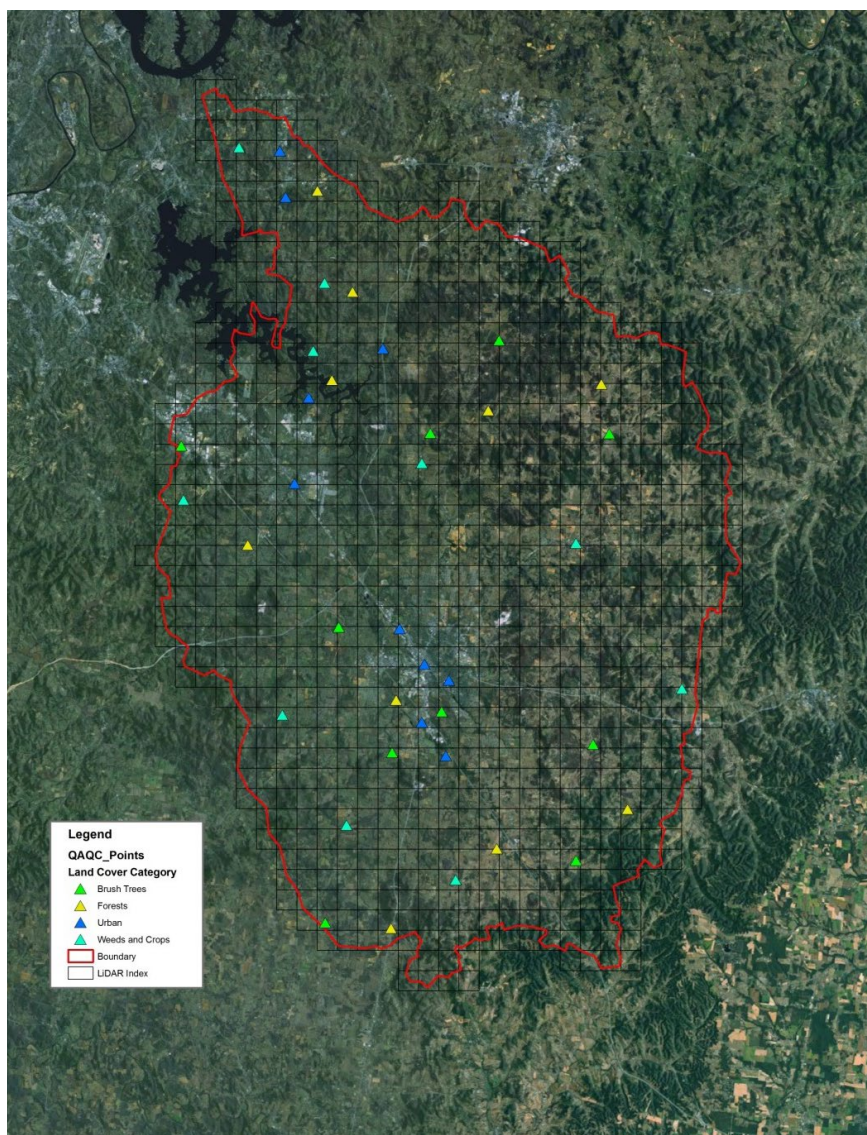 Legend
QAQC_Points
Land Cover Category
Brush Trees
Forests
Urban
Weeds and Crops
Boundary
LiDAR Index